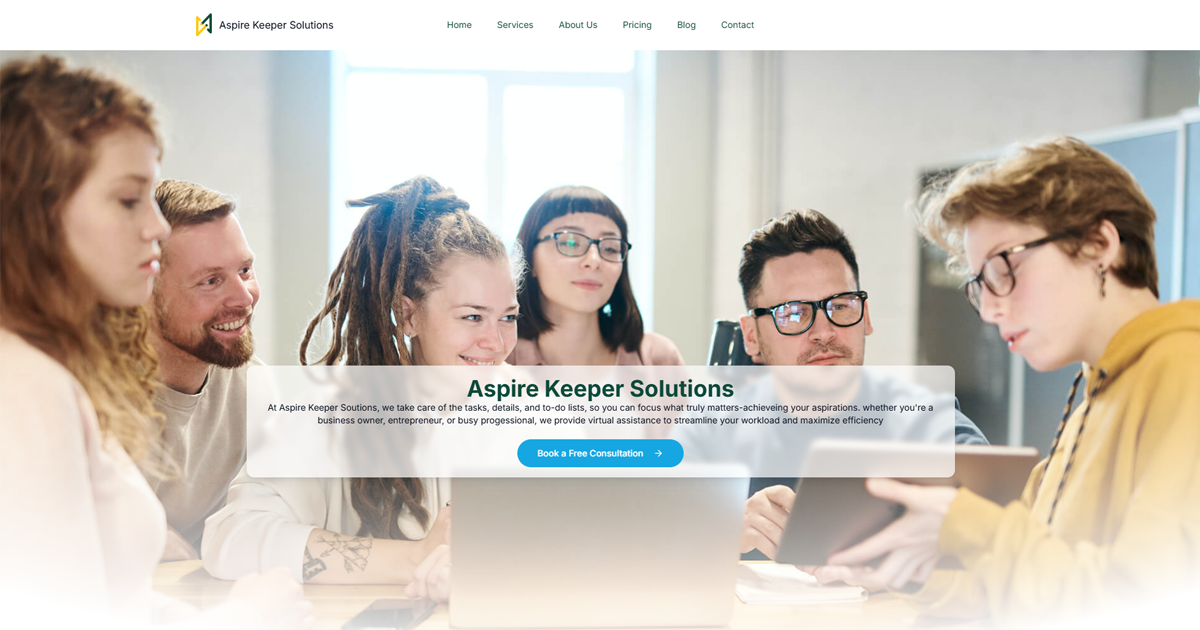 Aspire Keeper Solutions
Home Services About Us Pricing Blog Contact
Aspire Keeper Solutions
At Aspire Keeper Soutions, we take care of the tasks, details, and to-do lists, so you can focus what truly matters-achieveing your aspirations. whether you're a
business owner, entrepreneur, or busy progessional, we provide virtual assistance to streamline your workload and maximize efficiency
Book a Free Consultation